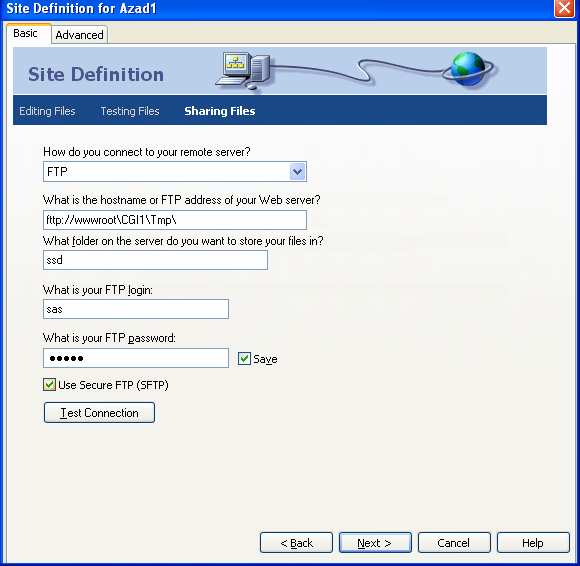 Site Definition for Azad1
Basic
Advanced
Site Definition
Editing Files
Testing Files
Sharing Files
How do you connect to your remote server?
FTP
What is the hostname or FTP address of your Web server?
fttp://wwwroot\CGI1\Tmp\
What folder on the server do you want to store your files in?
ssd
What is your FTP login:
sas
What is your FTP password:
●●●●●
Save
Use Secure FTP (SFTP)
Test Connection
< Back
Next >
Cancel
Help